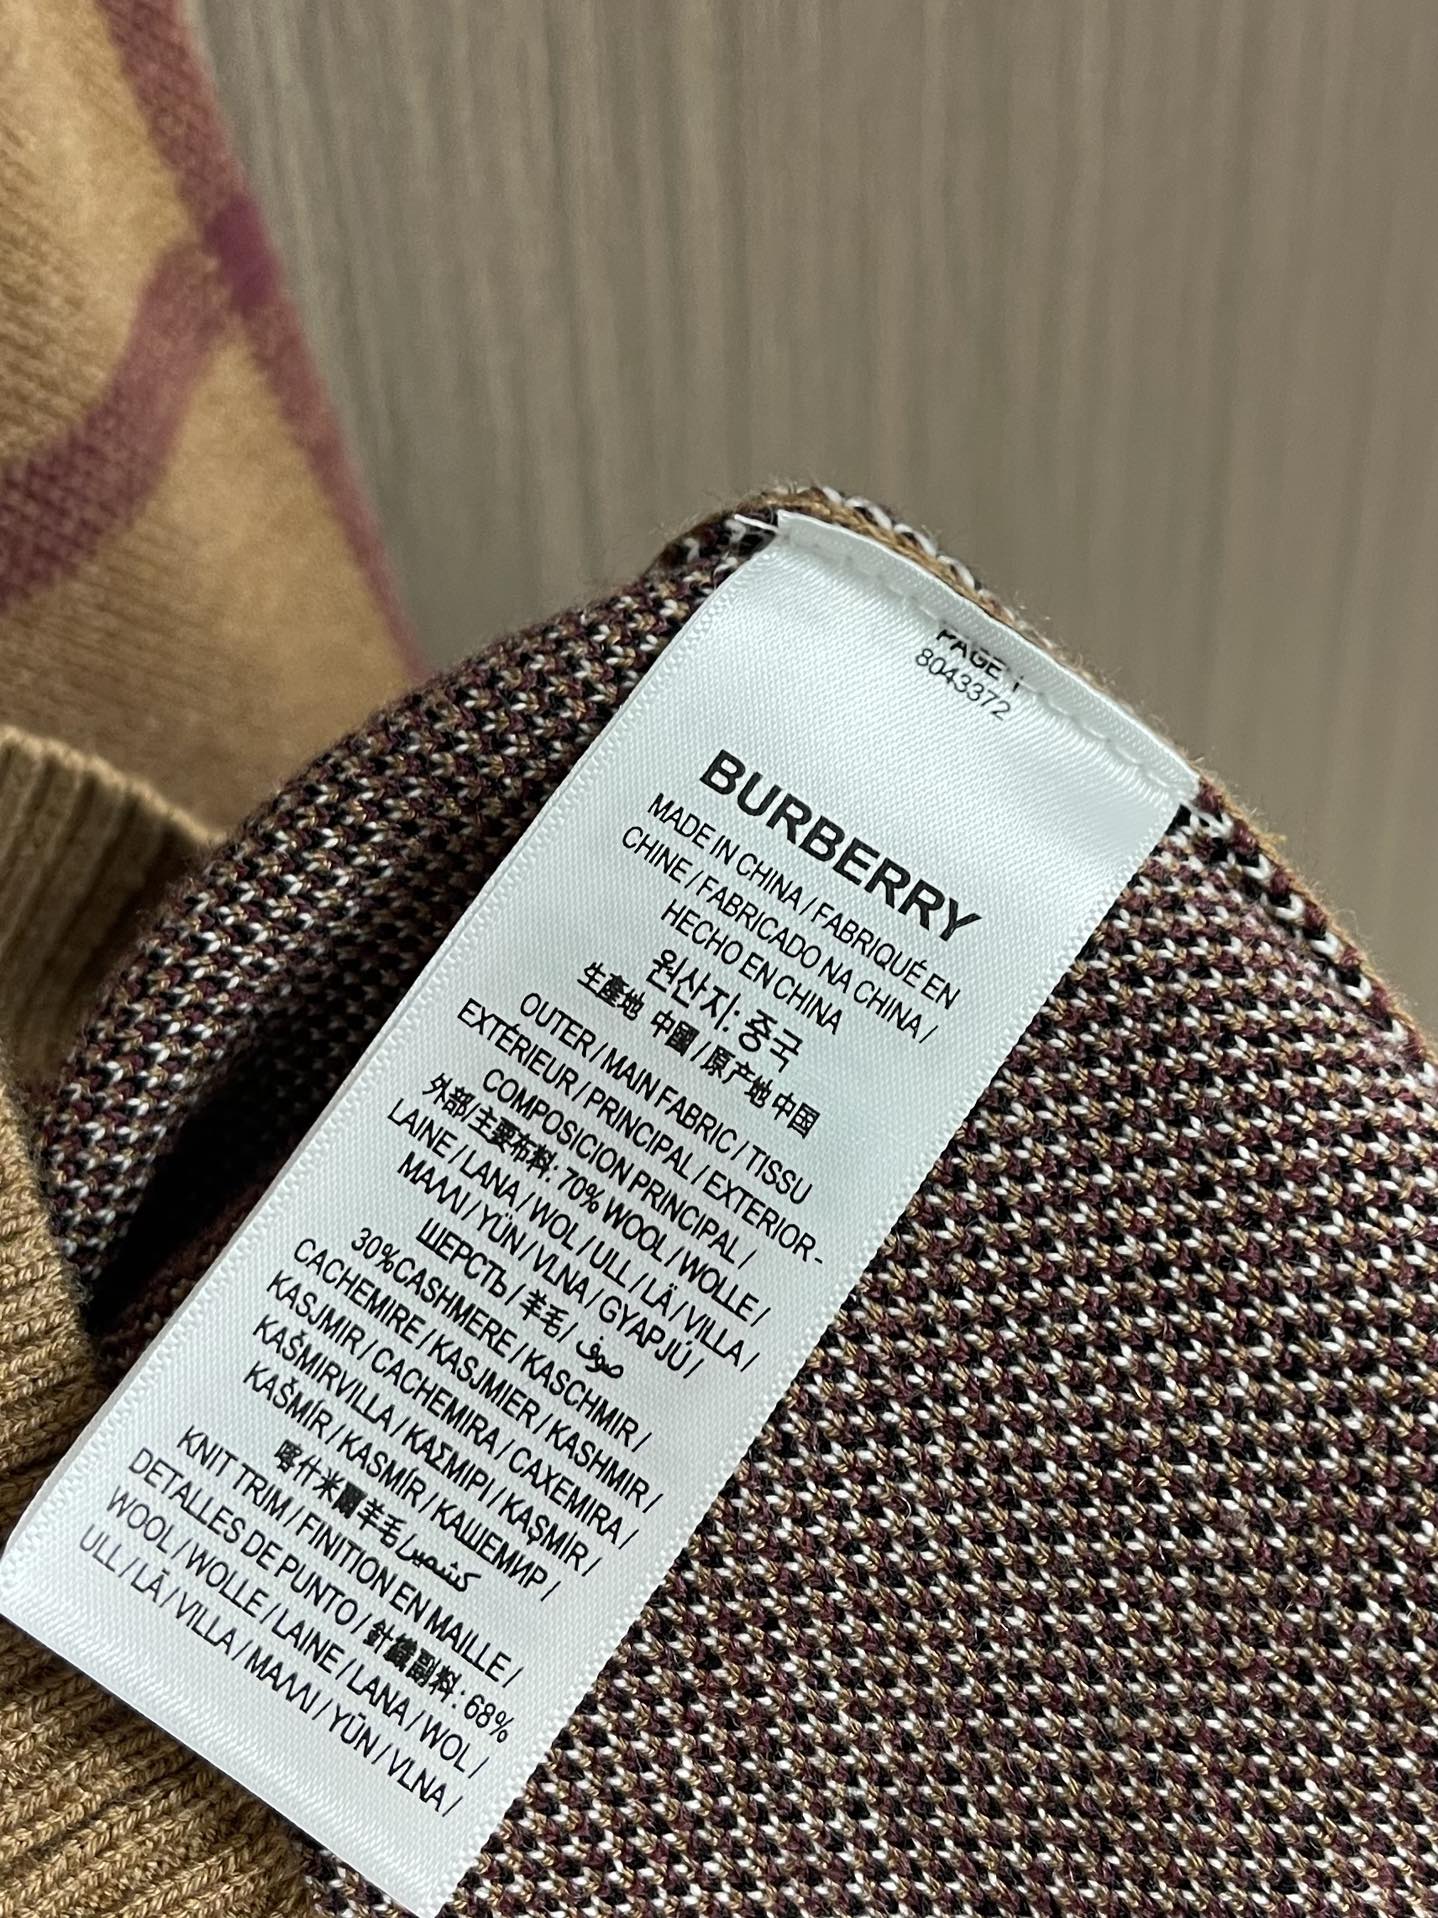 PAGE 1
8043372
BURBERRY
MADE IN CHINA / FABRIQUÉ EN
CHINE / FABRICADO NA CHINA /
HECHO EN CHINA
원산지: 중국
生產地 中國 / 原产地 中国
OUTER / MAIN FABRIC / TISSU
EXTÉRIEUR / PRINCIPAL / EXTERIOR -
COMPOSICION PRINCIPAL /
外部/主要布料: 70% WOOL / WOLLE /
LAINE / LANA / WOL / ULL / LÄ / VILLA /
ΜΑΛΛΙ / YÜN / VLNA / GYAPJÚ /
ШЕРСТЬ / 羊毛 / صوف
30%CASHMERE / KASCHMIR /
CACHEMIRE / KASJMIER / KASHMIR /
KASJMIR / CACHEMIRA / CAXEMIRA /
KAŠMIRVILLA / ΚΑΣΜΙΡΙ / KAŞMİR /
KAŠMÍR / KASMÍR / КАШЕМИР /
喀什米爾羊毛/ كشمير
KNIT TRIM / FINITION EN MAILLE /
DETALLES DE PUNTO / 針織副料: 68%
WOOL / WOLLE / LAINE / LANA / WOL /
ULL / LÃ / VILLA / ΜΑΛΛΙ / YÜN / VLNA /